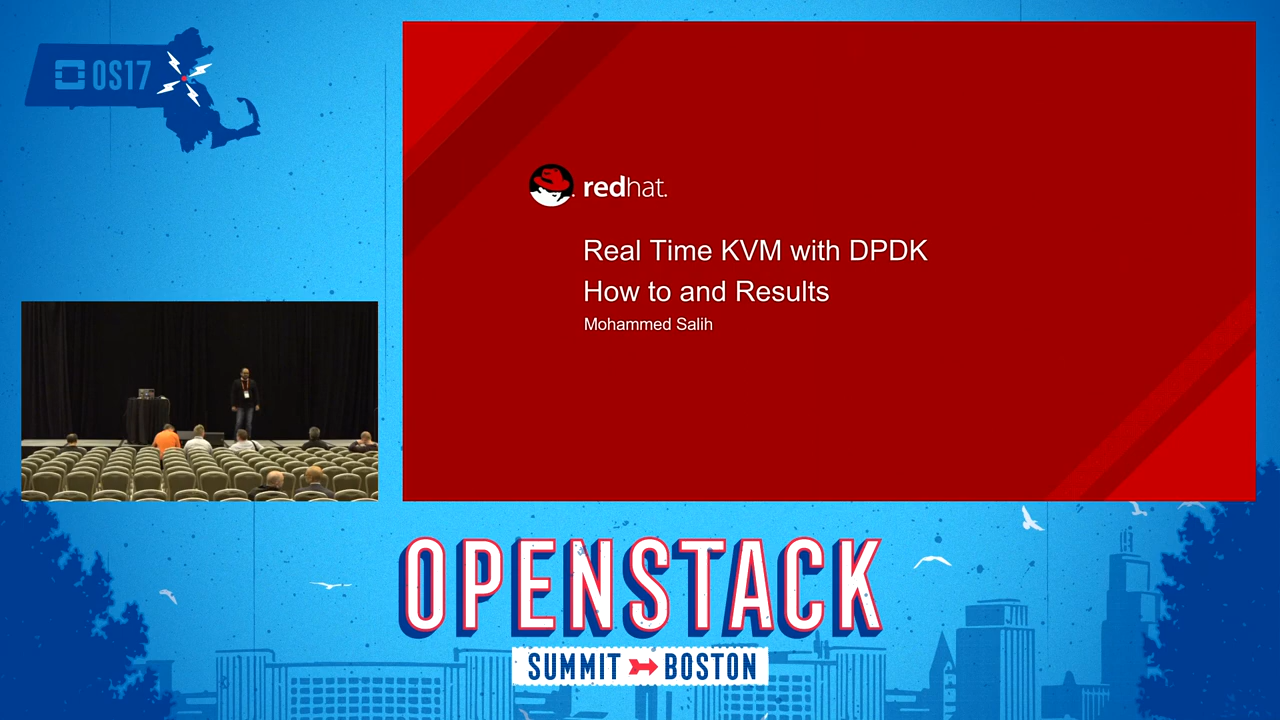 OS17
redhat.
Real Time KVM with DPDK
How to and Results
Mohammed Salih
OPENSTACK
SUMMIT BOSTON